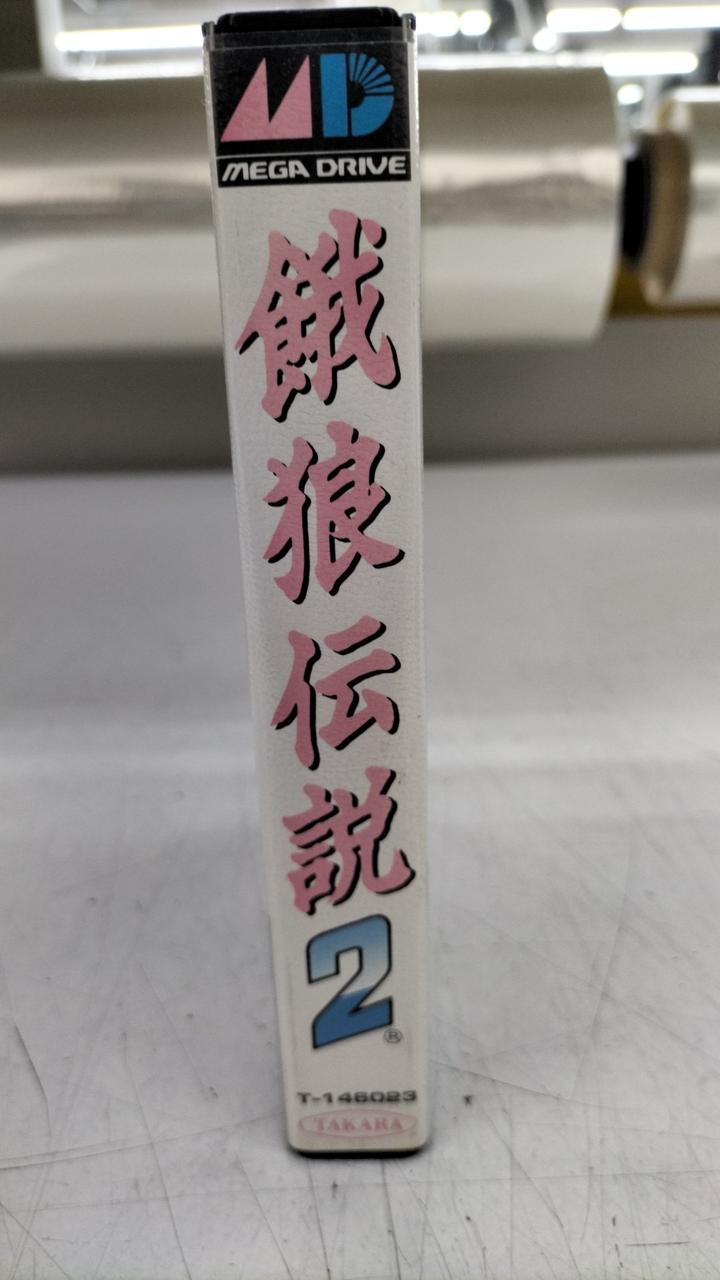 MD
MEGA DRIVE
餓狼伝説2®
T-146023
TAKARA